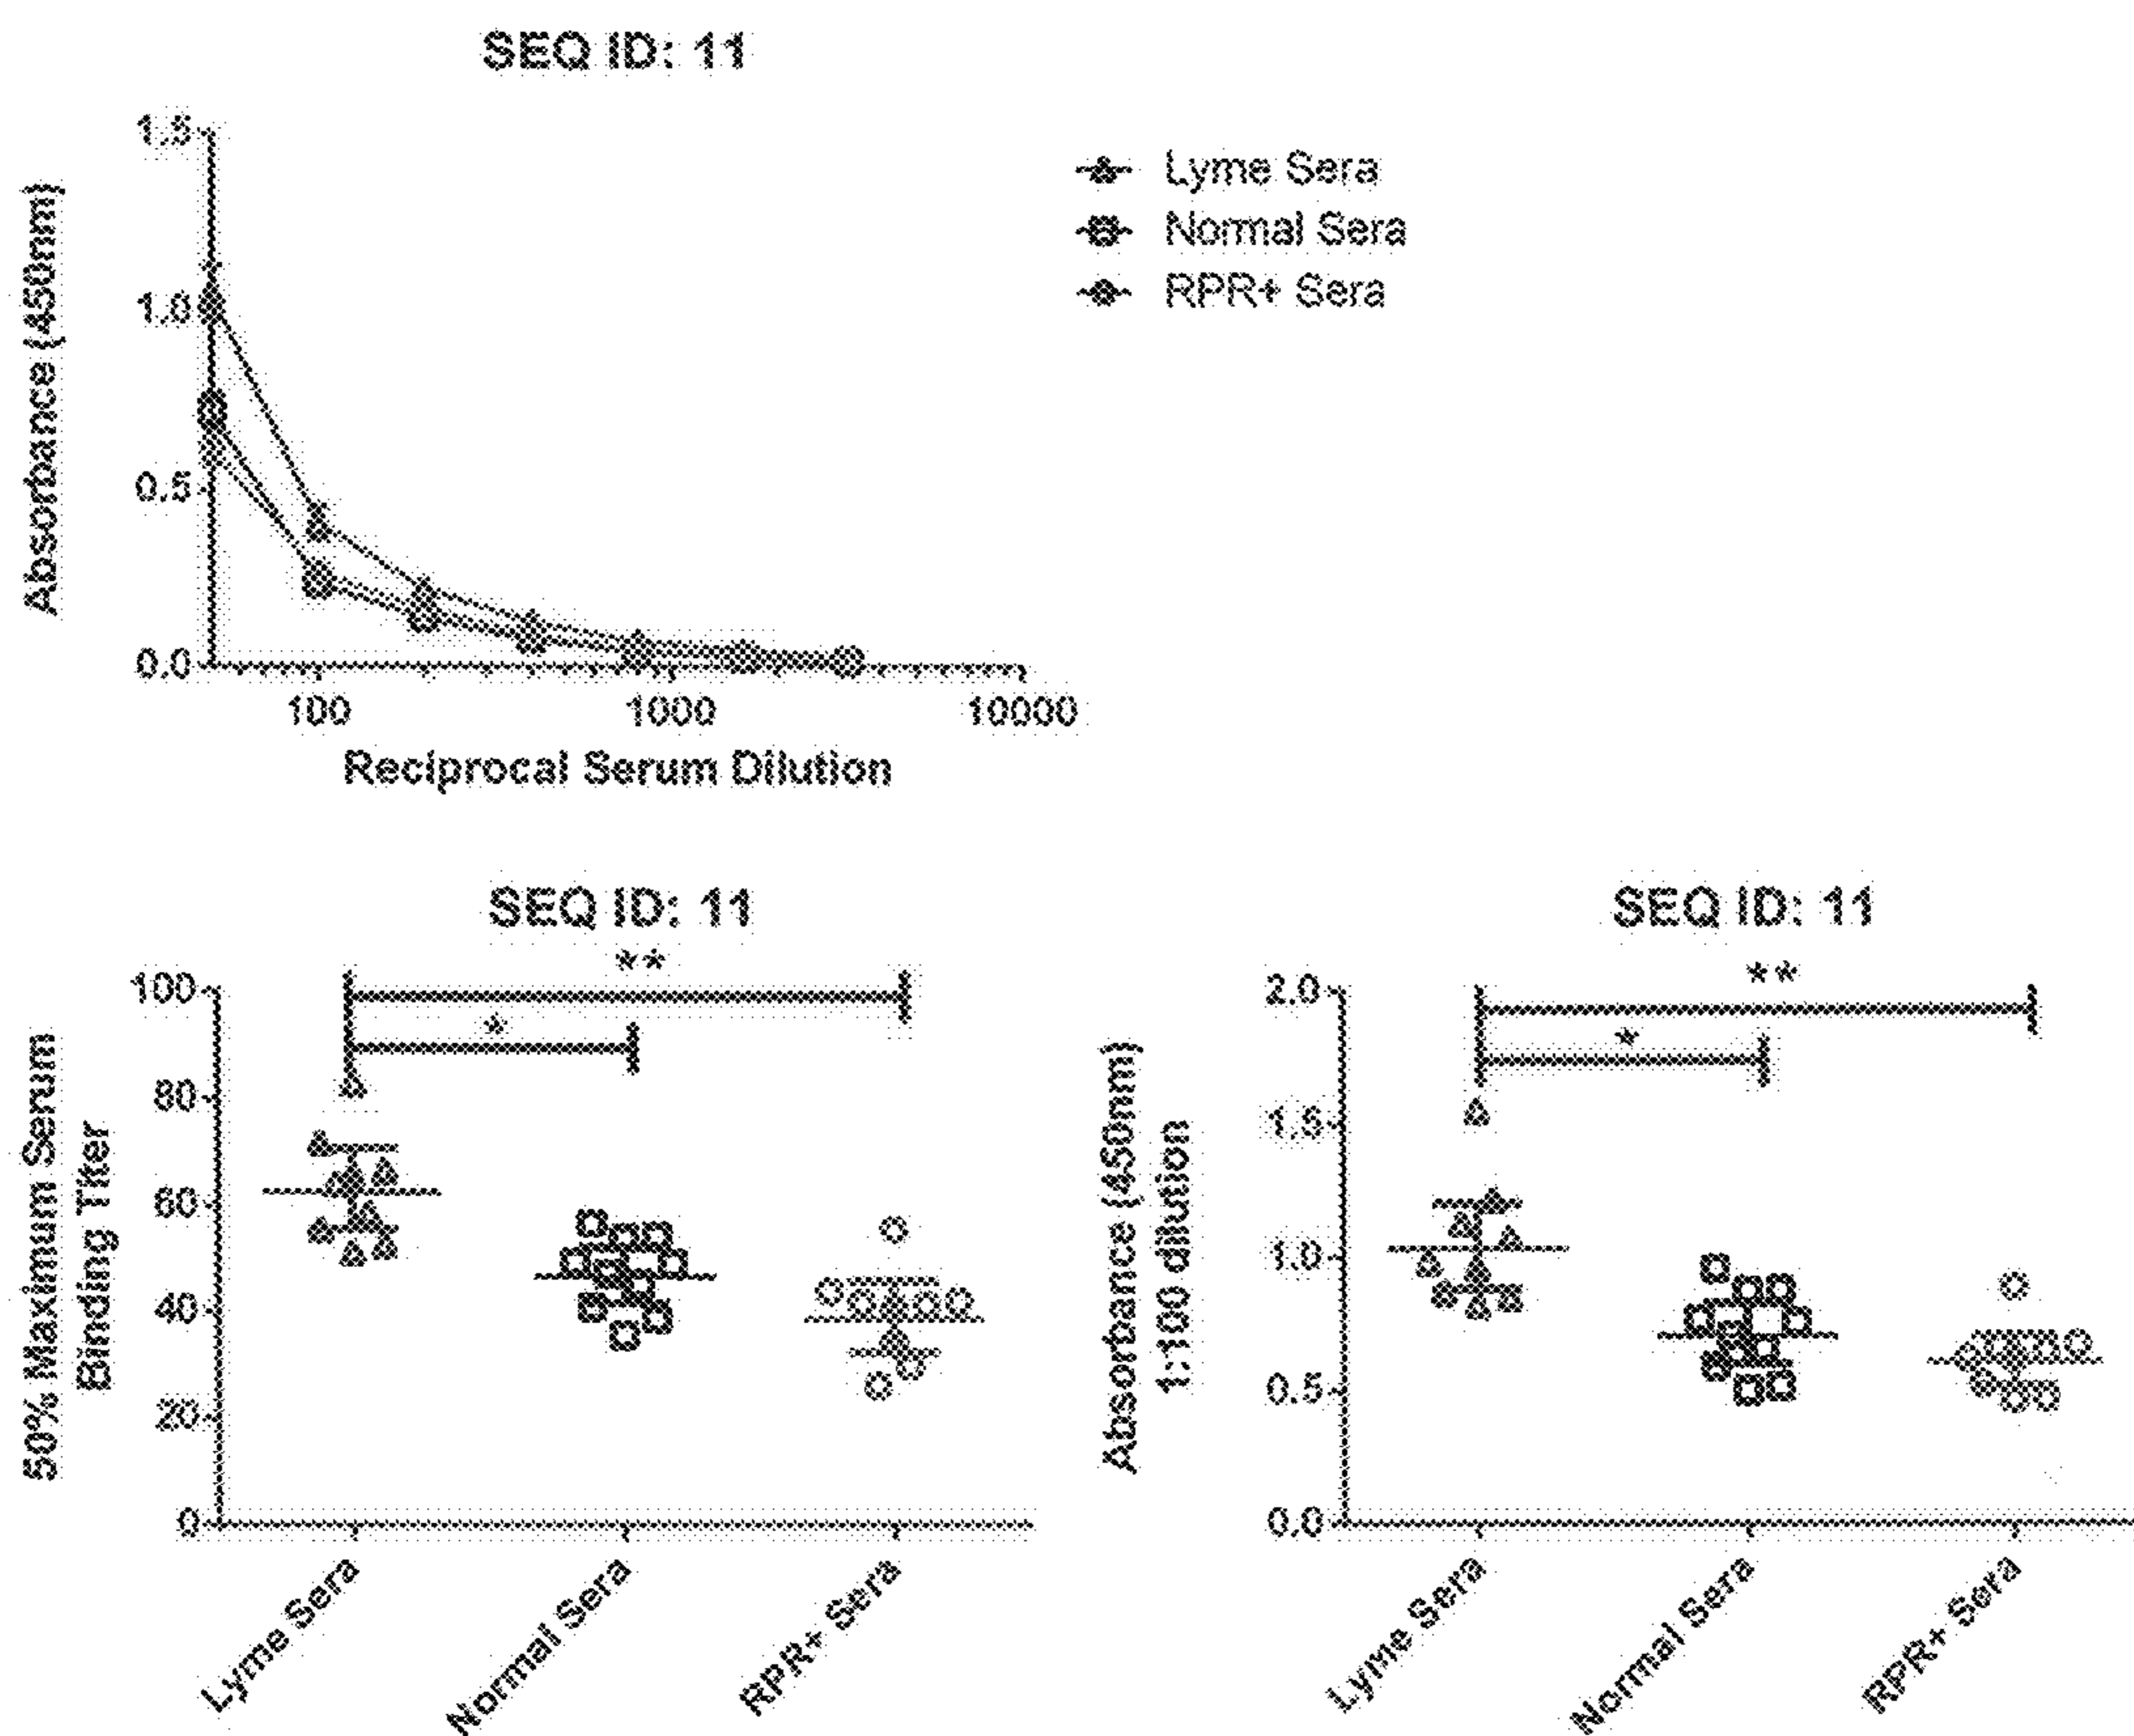 SEQ ID: 11
1.5
1.0
0.5
0.0
Absorbance (450nm)
100 1000 10000
Reciprocal Serum Dilution
Lyme Sera
Normal Sera
RPR+ Sera
SEQ ID: 11
**
*
100
80
60
40
20
0
50% Maximum Serum
Binding Titer
Lyme Sera
Normal Sera
RPR+ Sera
SEQ ID: 11
**
*
2.0
1.5
1.0
0.5
0.0
Absorbance (450nm)
1:100 dilution
Lyme Sera
Normal Sera
RPR+ Sera